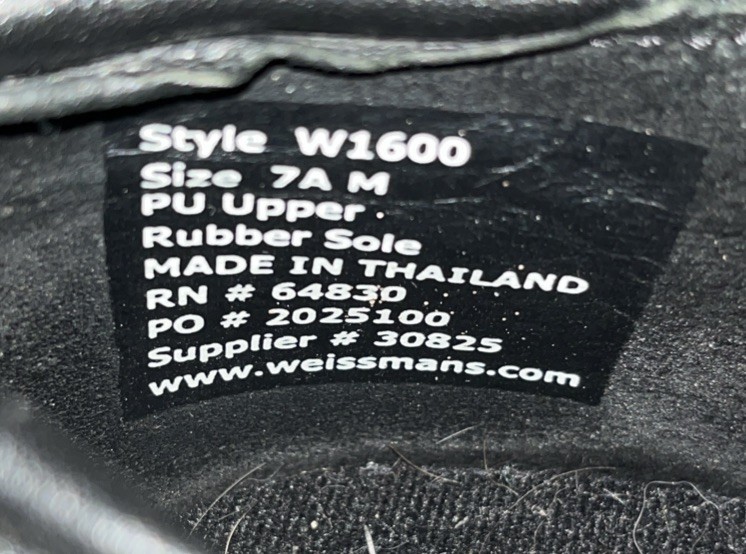 Style W1600
Size 7A M
PU Upper
Rubber Sole
MADE IN THAILAND
RN # 64830
PO # 2025100
Supplier # 30825
www.weissmans.com